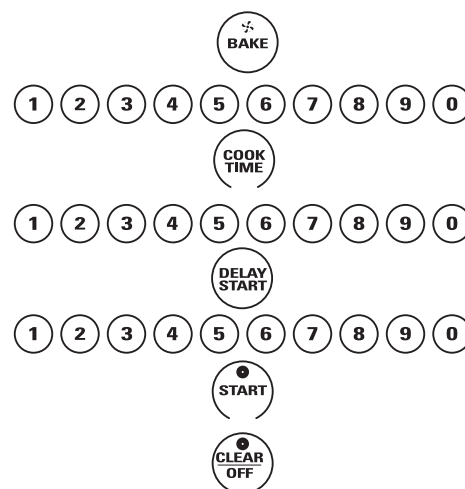 BAKE
1 2 3 4 5 6 7 8 9 0
COOK
TIME
1 2 3 4 5 6 7 8 9 0
DELAY
START
1 2 3 4 5 6 7 8 9 0
START
CLEAR
OFF